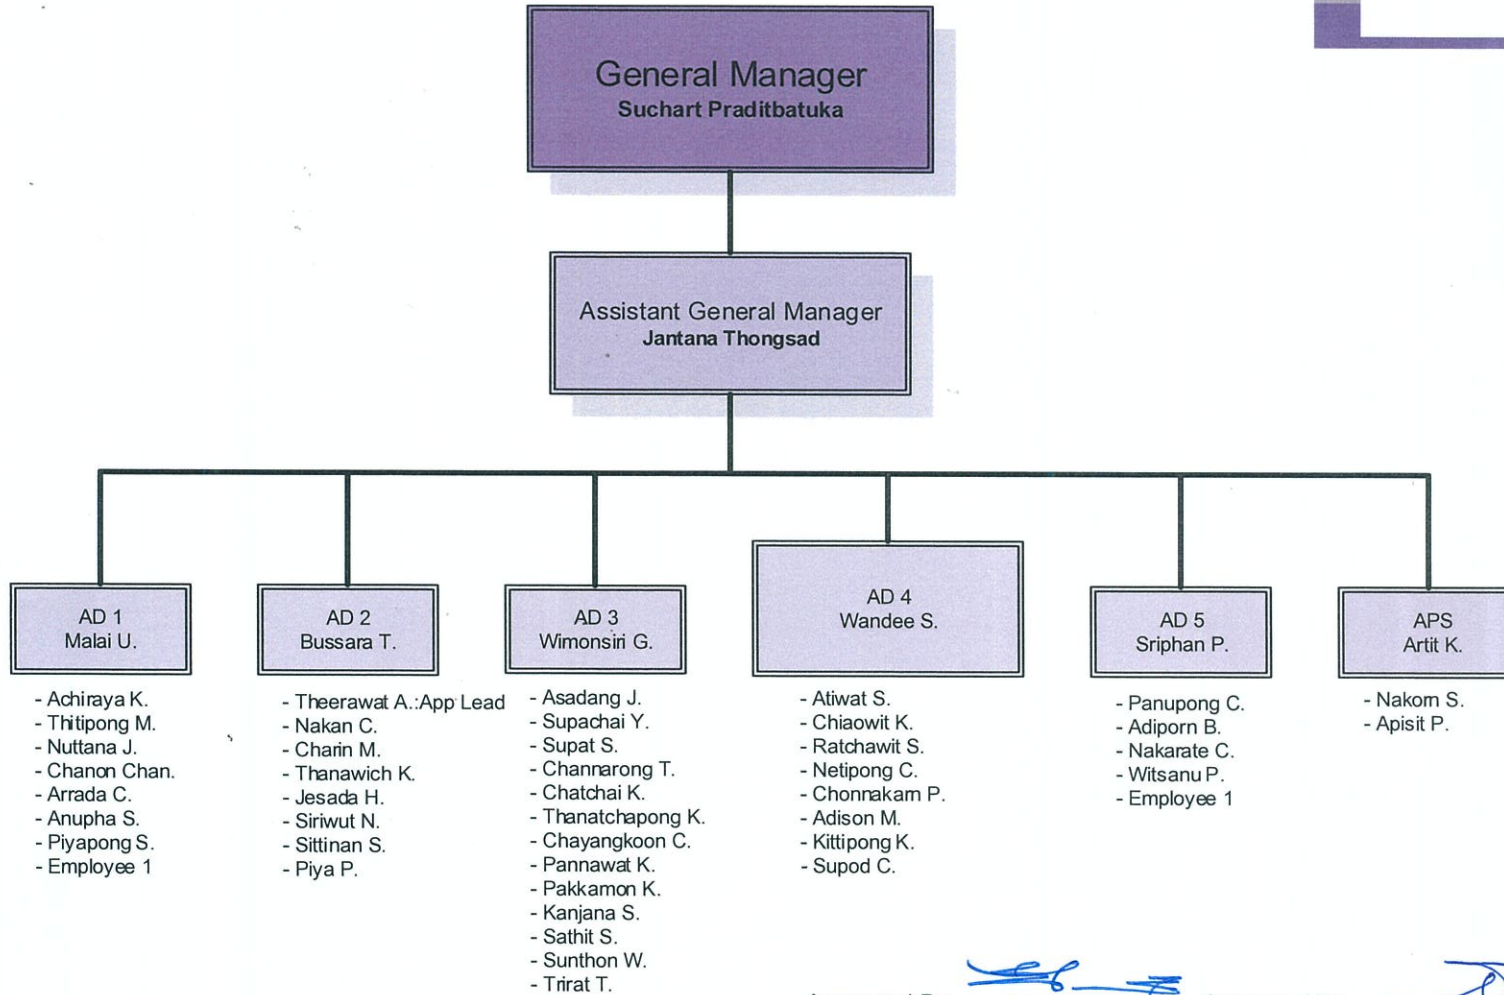 General Manager
Suchart Praditbatuka
Assistant General Manager
Jantana Thongsad
AD 1
Malai U.
- Achiraya K.
- Thitipong M.
- Nuttana J.
- Chanon Chan.
- Arrada C.
- Anupha S.
- Piyapong S.
- Employee 1
AD 2
Bussara T.
- Theerawat A.:App Lead
- Nakan C.
- Charin M.
- Thanawich K.
- Jesada H.
- Siriwut N.
- Sittinan S.
- Piya P.
AD 3
Wimonsiri G.
- Asadang J.
- Supachai Y.
- Supat S.
- Channarong T.
- Chatchai K.
- Thanatchapong K.
- Chayangkoon C.
- Pannawat K.
- Pakkamon K.
- Kanjana S.
- Sathit S.
- Sunthon W.
- Trirat T.
AD 4
Wandee S.
- Atiwat S.
- Chiaowit K.
- Ratchawit S.
- Netipong C.
- Chonnakarn P.
- Adison M.
- Kittipong K.
- Supod C.
AD 5
Sriphan P.
- Panupong C.
- Adiporn B.
- Nakarate C.
- Witsanu P.
- Employee 1
APS
Artit K.
- Nakorn S.
- Apisit P.